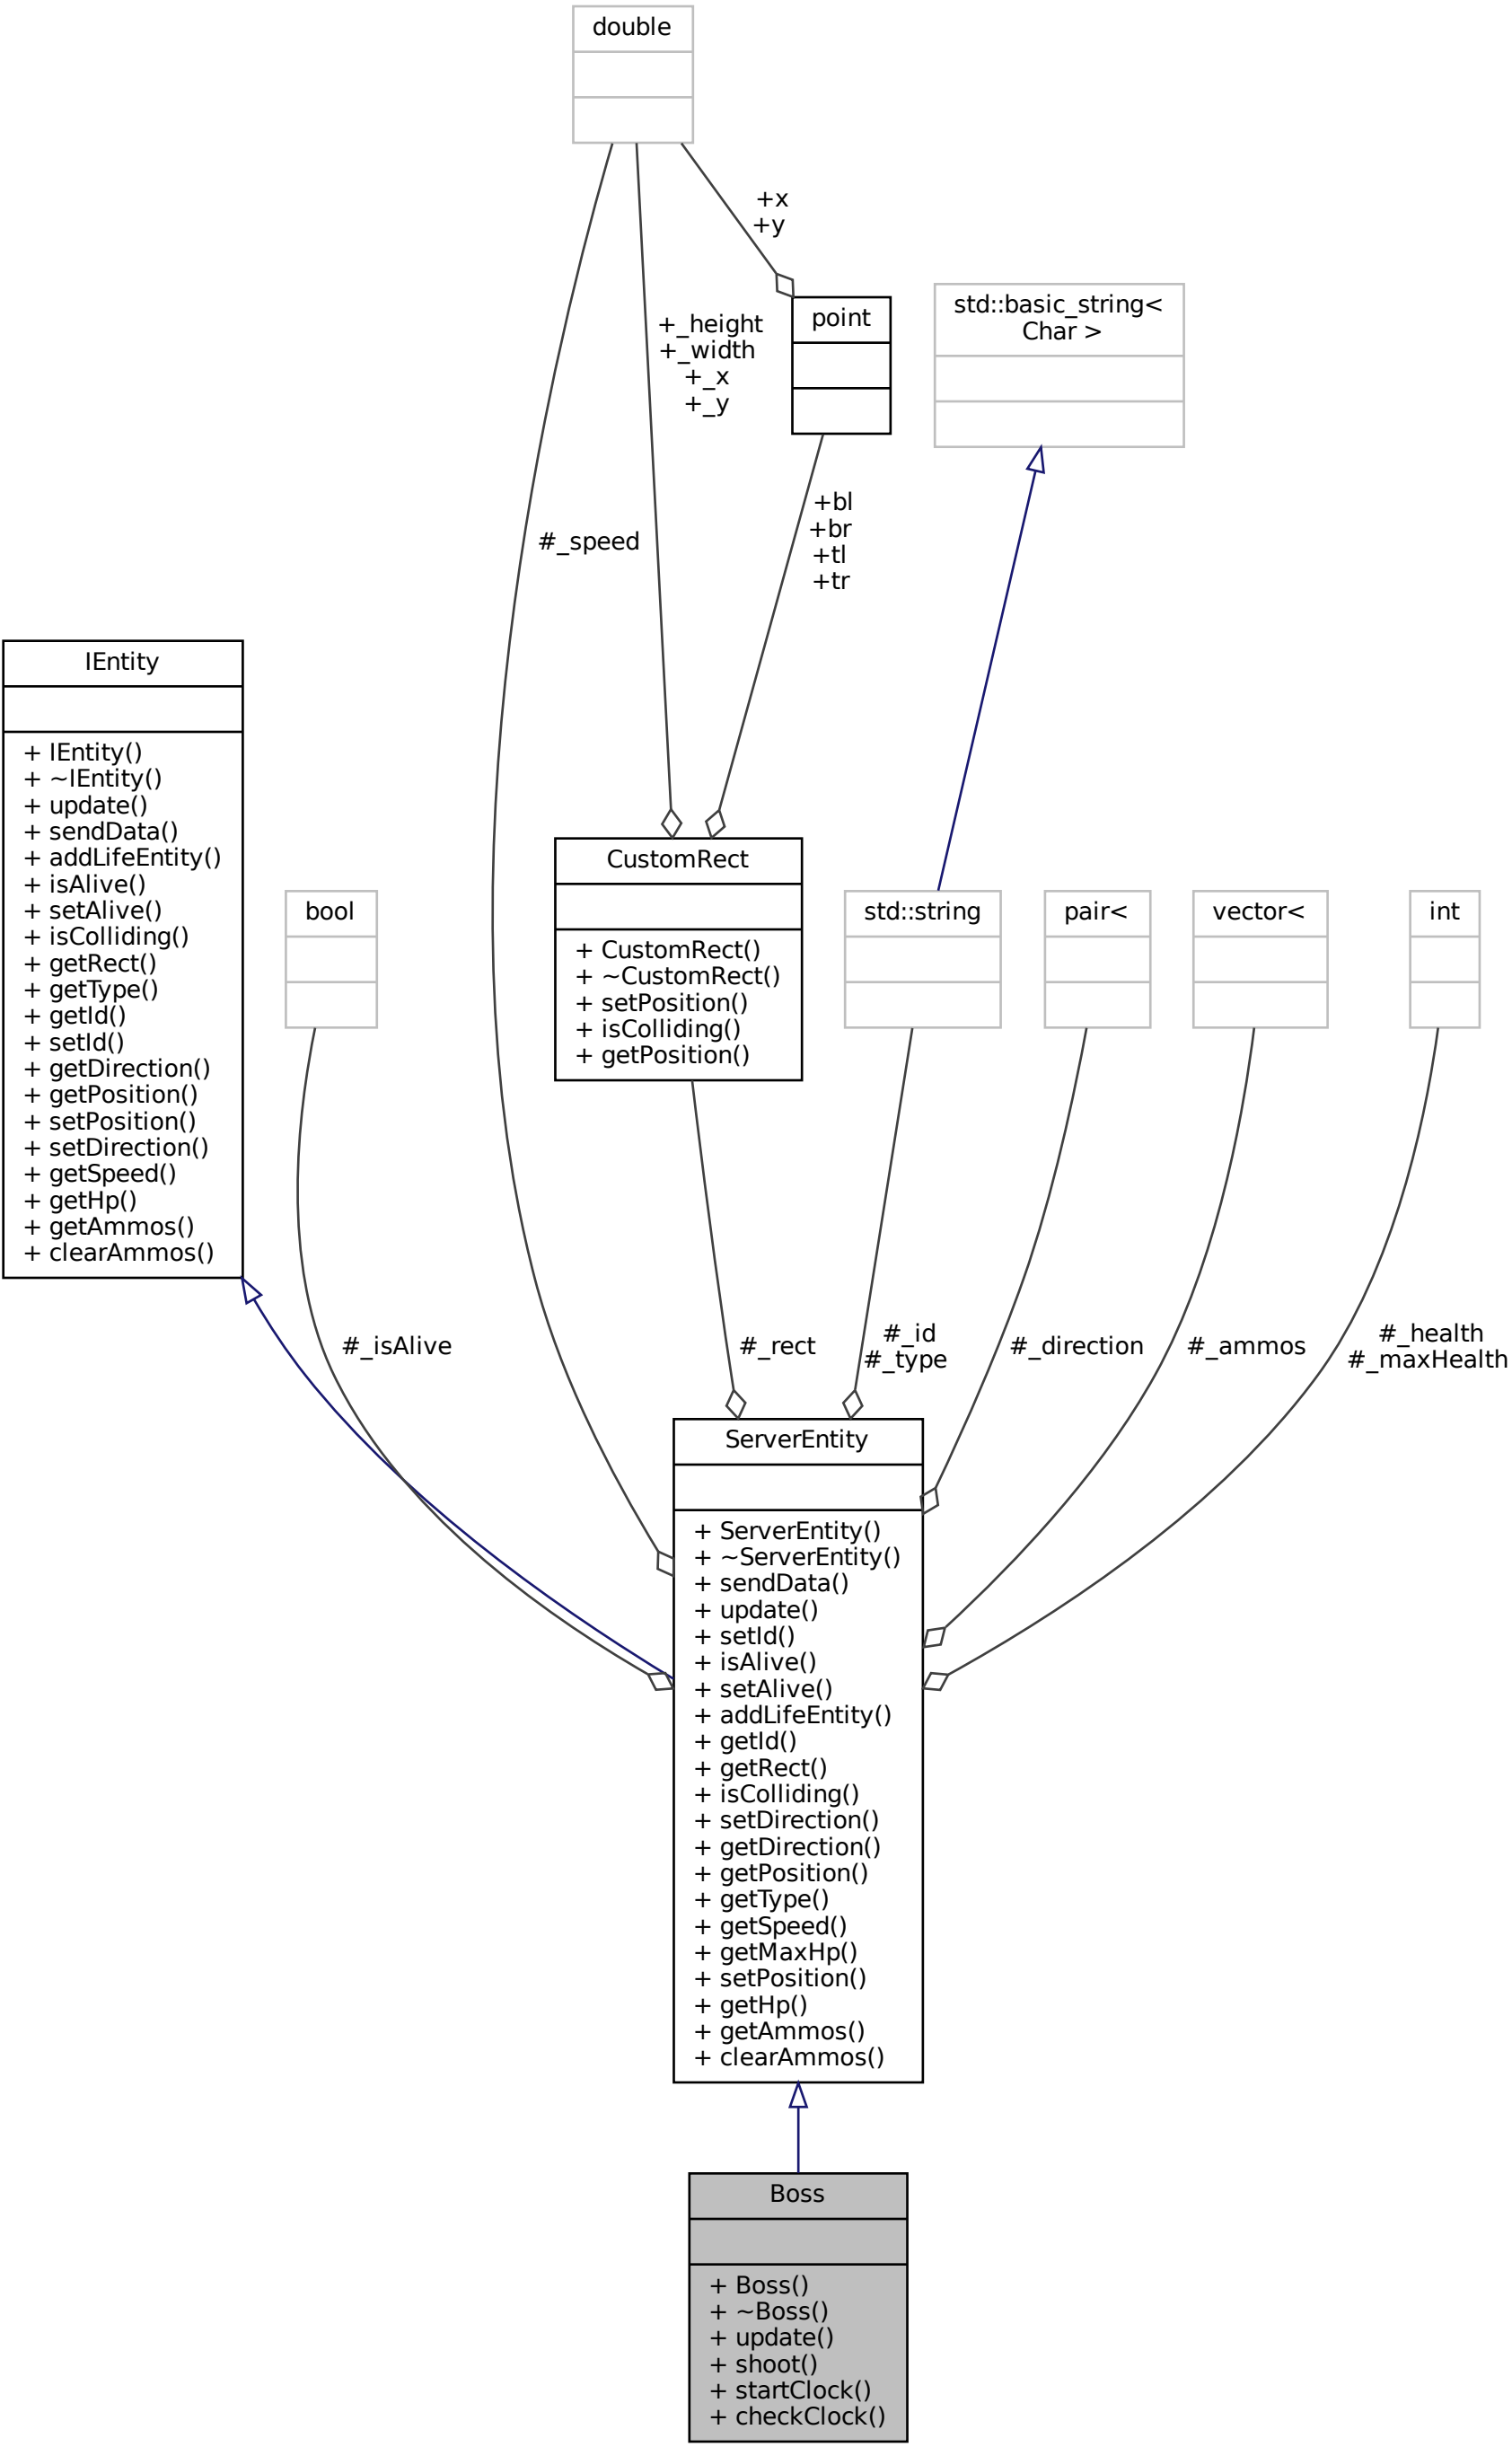 double
+x
+y
std::basic_string<
Char >
point
+_height
+_width
+_x
+_y
+bl
+br
+tl
+tr
#_speed
IEntity
+ IEntity()
+ ~IEntity()
+ update()
+ sendData()
+ addLifeEntity()
+ isAlive()
+ setAlive()
+ isColliding()
+ getRect()
+ getType()
+ getId()
+ setId()
+ getDirection()
+ getPosition()
+ setPosition()
+ setDirection()
+ getSpeed()
+ getHp()
+ getAmmos()
+ clearAmmos()
bool
CustomRect
+ CustomRect()
+ ~CustomRect()
+ setPosition()
+ isColliding()
+ getPosition()
std::string
pair<
vector<
int
#_isAlive
#_rect
#_id
#_type
#_direction
#_ammos
#_health
#_maxHealth
ServerEntity
+ ServerEntity()
+ ~ServerEntity()
+ sendData()
+ update()
+ setId()
+ isAlive()
+ setAlive()
+ addLifeEntity()
+ getId()
+ getRect()
+ isColliding()
+ setDirection()
+ getDirection()
+ getPosition()
+ getType()
+ getSpeed()
+ getMaxHp()
+ setPosition()
+ getHp()
+ getAmmos()
+ clearAmmos()
Boss
+ Boss()
+ ~Boss()
+ update()
+ shoot()
+ startClock()
+ checkClock()